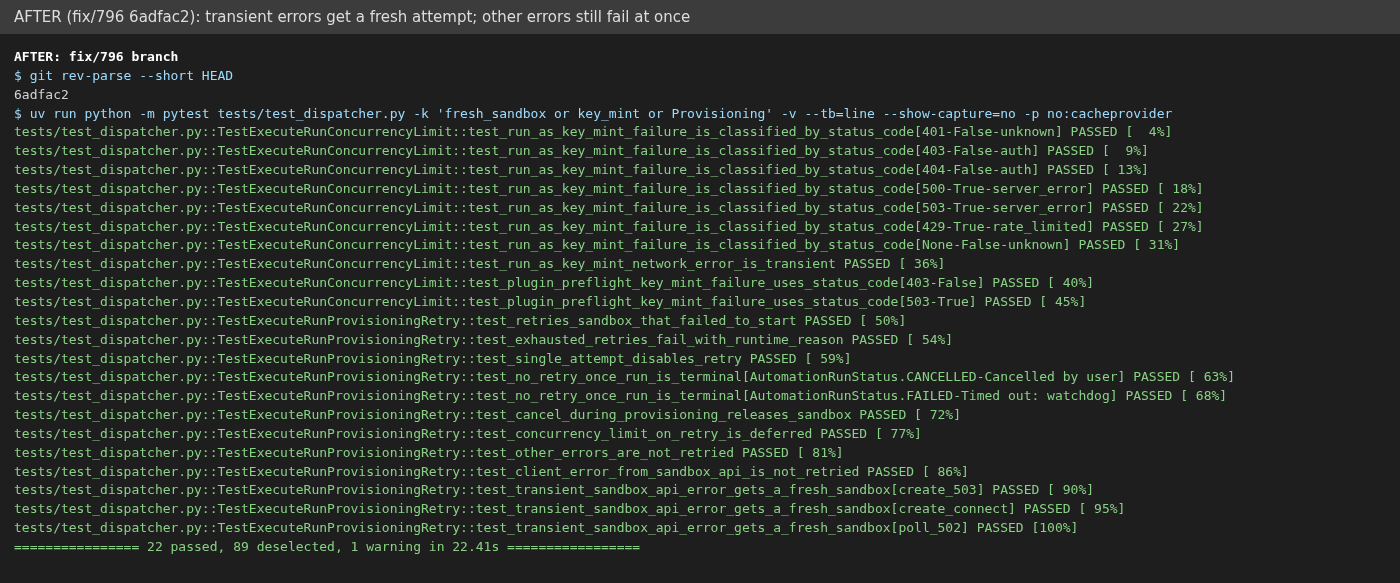 AFTER (fix/796 6adfac2): transient errors get a fresh attempt; other errors still fail at once
AFTER: fix/796 branch
$ git rev-parse --short HEAD
6adfac2
$ uv run python -m pytest tests/test_dispatcher.py -k 'fresh_sandbox or key_mint or Provisioning' -v --tb=line --show-capture=no -p no:cacheprovider
tests/test_dispatcher.py::TestExecuteRunConcurrencyLimit::test_run_as_key_mint_failure_is_classified_by_status_code[401-False-unknown] PASSED [  4%]
tests/test_dispatcher.py::TestExecuteRunConcurrencyLimit::test_run_as_key_mint_failure_is_classified_by_status_code[403-False-auth] PASSED [  9%]
tests/test_dispatcher.py::TestExecuteRunConcurrencyLimit::test_run_as_key_mint_failure_is_classified_by_status_code[404-False-auth] PASSED [ 13%]
tests/test_dispatcher.py::TestExecuteRunConcurrencyLimit::test_run_as_key_mint_failure_is_classified_by_status_code[500-True-server_error] PASSED [ 18%]
tests/test_dispatcher.py::TestExecuteRunConcurrencyLimit::test_run_as_key_mint_failure_is_classified_by_status_code[503-True-server_error] PASSED [ 22%]
tests/test_dispatcher.py::TestExecuteRunConcurrencyLimit::test_run_as_key_mint_failure_is_classified_by_status_code[429-True-rate_limited] PASSED [ 27%]
tests/test_dispatcher.py::TestExecuteRunConcurrencyLimit::test_run_as_key_mint_failure_is_classified_by_status_code[None-False-unknown] PASSED [ 31%]
tests/test_dispatcher.py::TestExecuteRunConcurrencyLimit::test_run_as_key_mint_network_error_is_transient PASSED [ 36%]
tests/test_dispatcher.py::TestExecuteRunConcurrencyLimit::test_plugin_preflight_key_mint_failure_uses_status_code[403-False] PASSED [ 40%]
tests/test_dispatcher.py::TestExecuteRunConcurrencyLimit::test_plugin_preflight_key_mint_failure_uses_status_code[503-True] PASSED [ 45%]
tests/test_dispatcher.py::TestExecuteRunProvisioningRetry::test_retries_sandbox_that_failed_to_start PASSED [ 50%]
tests/test_dispatcher.py::TestExecuteRunProvisioningRetry::test_exhausted_retries_fail_with_runtime_reason PASSED [ 54%]
tests/test_dispatcher.py::TestExecuteRunProvisioningRetry::test_single_attempt_disables_retry PASSED [ 59%]
tests/test_dispatcher.py::TestExecuteRunProvisioningRetry::test_no_retry_once_run_is_terminal[AutomationRunStatus.CANCELLED-Cancelled by user] PASSED [ 63%]
tests/test_dispatcher.py::TestExecuteRunProvisioningRetry::test_no_retry_once_run_is_terminal[AutomationRunStatus.FAILED-Timed out: watchdog] PASSED [ 68%]
tests/test_dispatcher.py::TestExecuteRunProvisioningRetry::test_cancel_during_provisioning_releases_sandbox PASSED [ 72%]
tests/test_dispatcher.py::TestExecuteRunProvisioningRetry::test_concurrency_limit_on_retry_is_deferred PASSED [ 77%]
tests/test_dispatcher.py::TestExecuteRunProvisioningRetry::test_other_errors_are_not_retried PASSED [ 81%]
tests/test_dispatcher.py::TestExecuteRunProvisioningRetry::test_client_error_from_sandbox_api_is_not_retried PASSED [ 86%]
tests/test_dispatcher.py::TestExecuteRunProvisioningRetry::test_transient_sandbox_api_error_gets_a_fresh_sandbox[create_503] PASSED [ 90%]
tests/test_dispatcher.py::TestExecuteRunProvisioningRetry::test_transient_sandbox_api_error_gets_a_fresh_sandbox[create_connect] PASSED [ 95%]
tests/test_dispatcher.py::TestExecuteRunProvisioningRetry::test_transient_sandbox_api_error_gets_a_fresh_sandbox[poll_502] PASSED [100%]
================ 22 passed, 89 deselected, 1 warning in 22.41s =================